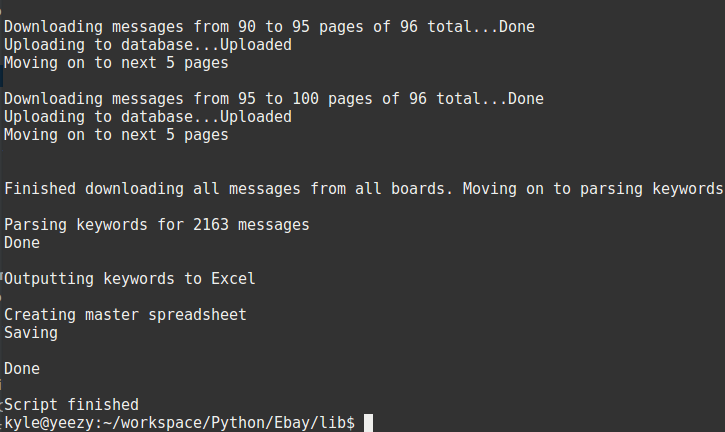 Downloading messages from 90 to 95 pages of 96 total...Done
Uploading to database...Uploaded
Moving on to next 5 pages
Downloading messages from 95 to 100 pages of 96 total...Done
Uploading to database...Uploaded
Moving on to next 5 pages
Finished downloading all messages from all boards. Moving on to parsing keywords
Parsing keywords for 2163 messages
Done
Outputting keywords to Excel
Creating master spreadsheet
Saving
Done
Script finished
kyle@yeezy:~/workspace/Python/Ebay/lib$